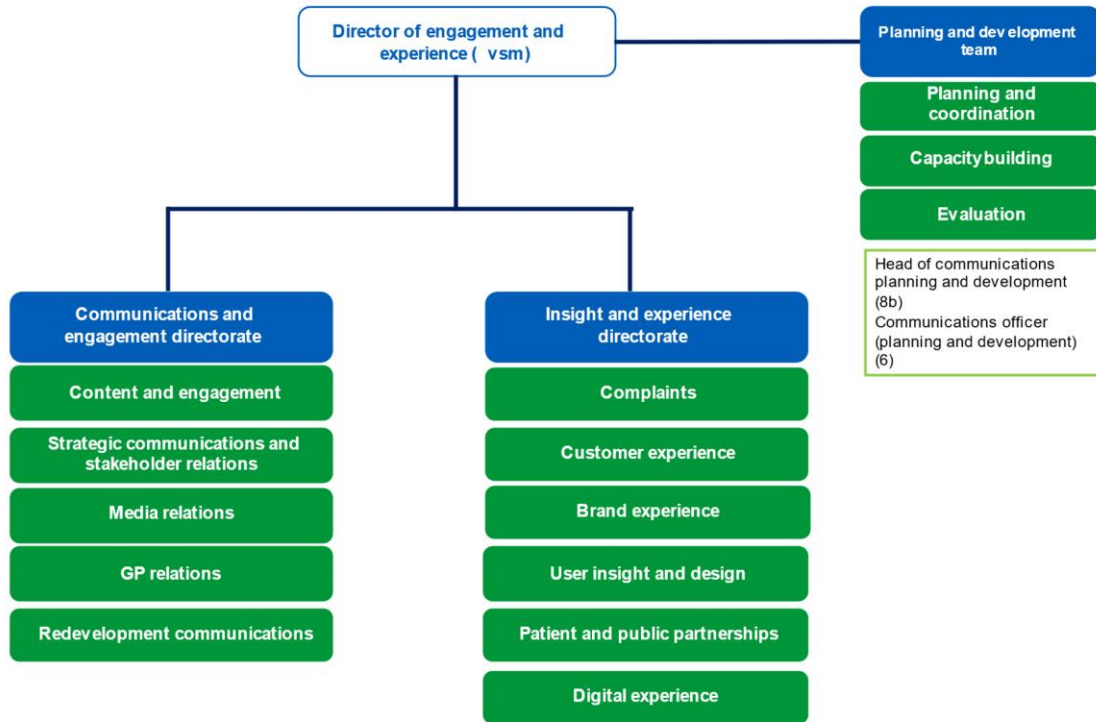 Director of engagement and
experience ( vsm)
Planning and development
team
Planning and
coordination
Capacity building
Evaluation
Head of communications
planning and development
(8b)
Communications officer
(planning and development)
(6)
Communications and
engagement directorate
Content and engagement
Strategic communications and
stakeholder relations
Media relations
GP relations
Redevelopment communications
Insight and experience
directorate
Complaints
Customer experience
Brand experience
User insight and design
Patient and public partnerships
Digital experience